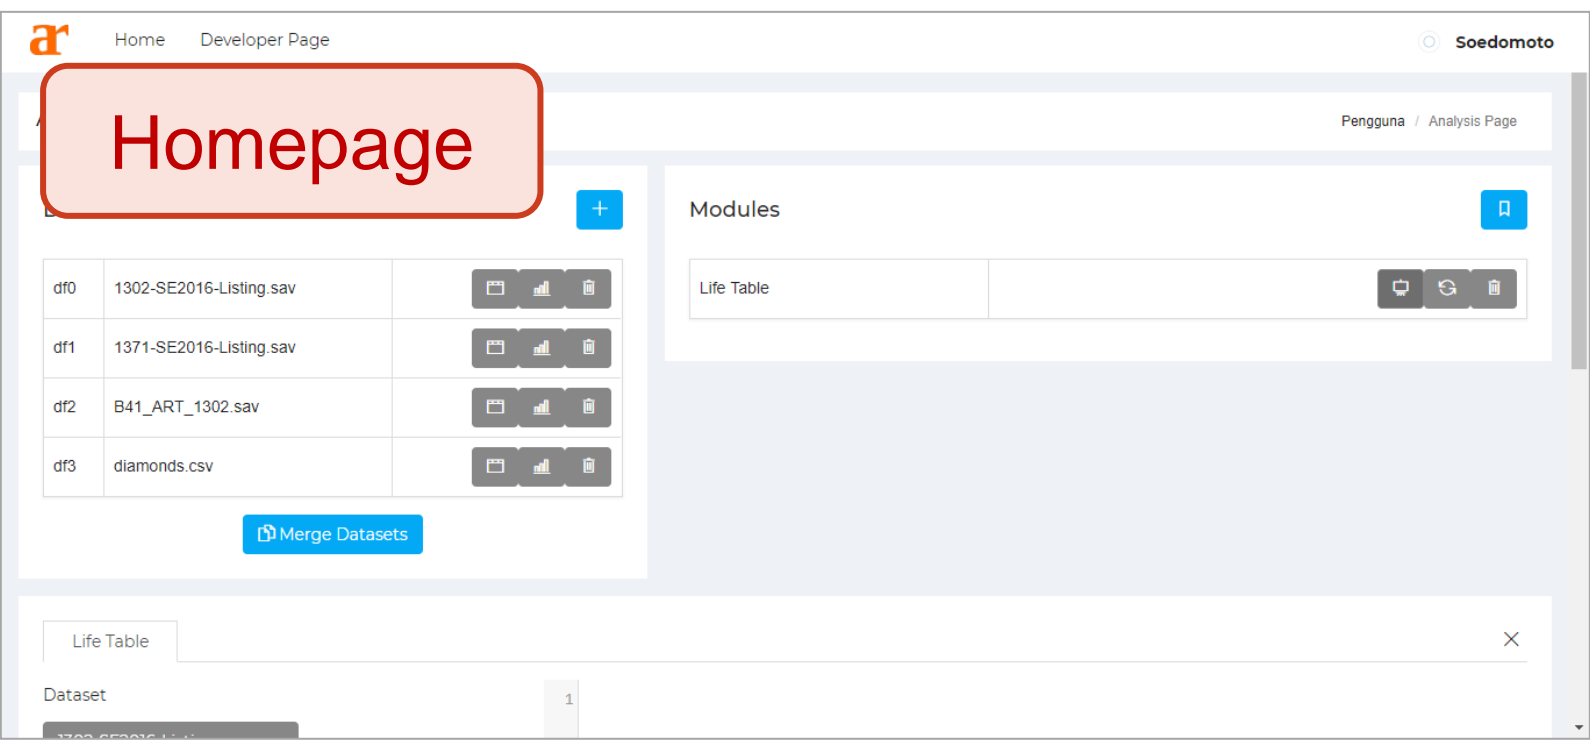 ar
Home Developer Page
Soedomoto
Homepage
Pengguna / Analysis Page
Modules
df0 1302-SE2016-Listing.sav
Life Table
df1 1371-SE2016-Listing.sav
df2 B41_ART_1302.sav
df3 diamonds.csv
Merge Datasets
Life Table
Dataset
1